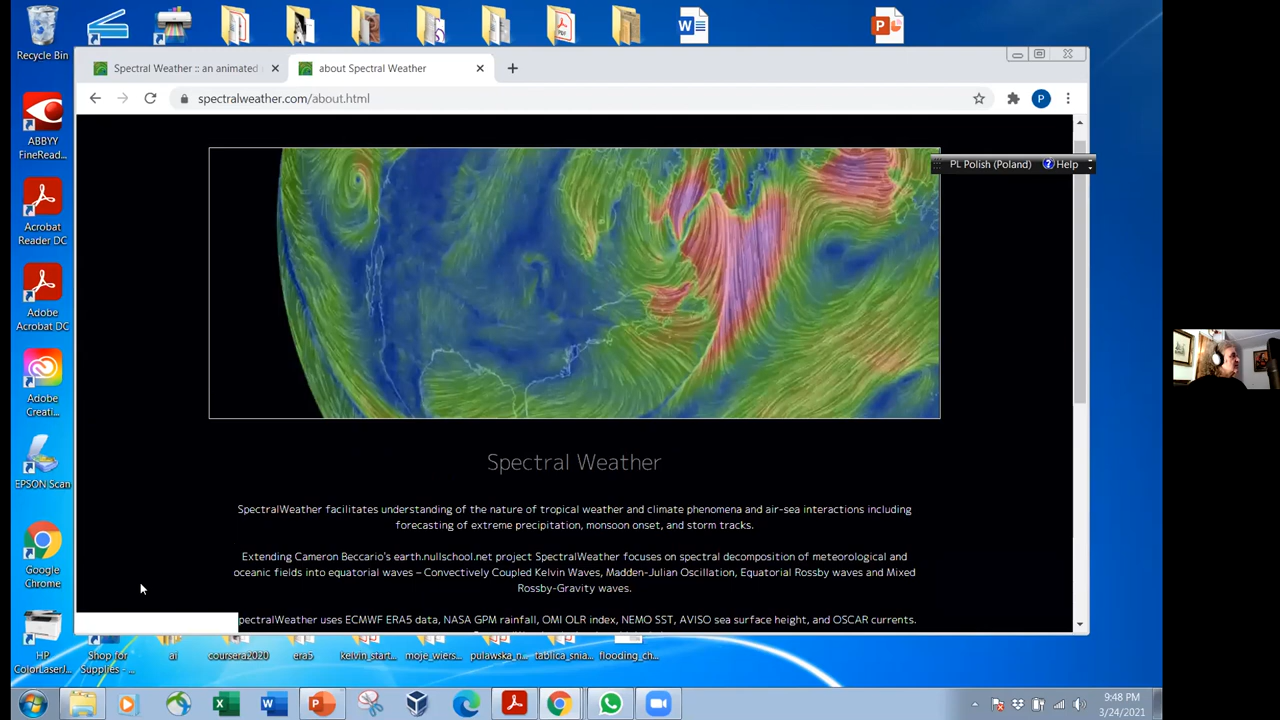 Recycle Bin
Spectral Weather :: an animated
about Spectral Weather
spectralweather.com/about.html
P
PL Polish (Poland)
Help
ABBYY
FineRead...
Acrobat
Reader DC
Adobe
Acrobat DC
Adobe
Creati...
EPSON Scan
Google
Chrome
HP
ColorLaserJ...
Spectral Weather
SpectralWeather facilitates understanding of the nature of tropical weather and climate phenomena and air-sea interactions including
forecasting of extreme precipitation, monsoon onset, and storm tracks.
Extending Cameron Beccario's earth.nullschool.net project SpectralWeather focuses on spectral decomposition of meteorological and
oceanic fields into equatorial waves – Convectively Coupled Kelvin Waves, Madden-Julian Oscillation, Equatorial Rossby waves and Mixed
Rossby-Gravity waves.
pectralWeather uses ECMWF ERA5 data, NASA GPM rainfall, OMI OLR index, NEMO SST, AVISO sea surface height, and OSCAR currents.
Shop for
Supplies - ...
ai
coursera2020
era5
kelvin_start...
moje_wiers...
pulawska_n...
tablica_snia...
flooding_ch...
9:48 PM
3/24/2021